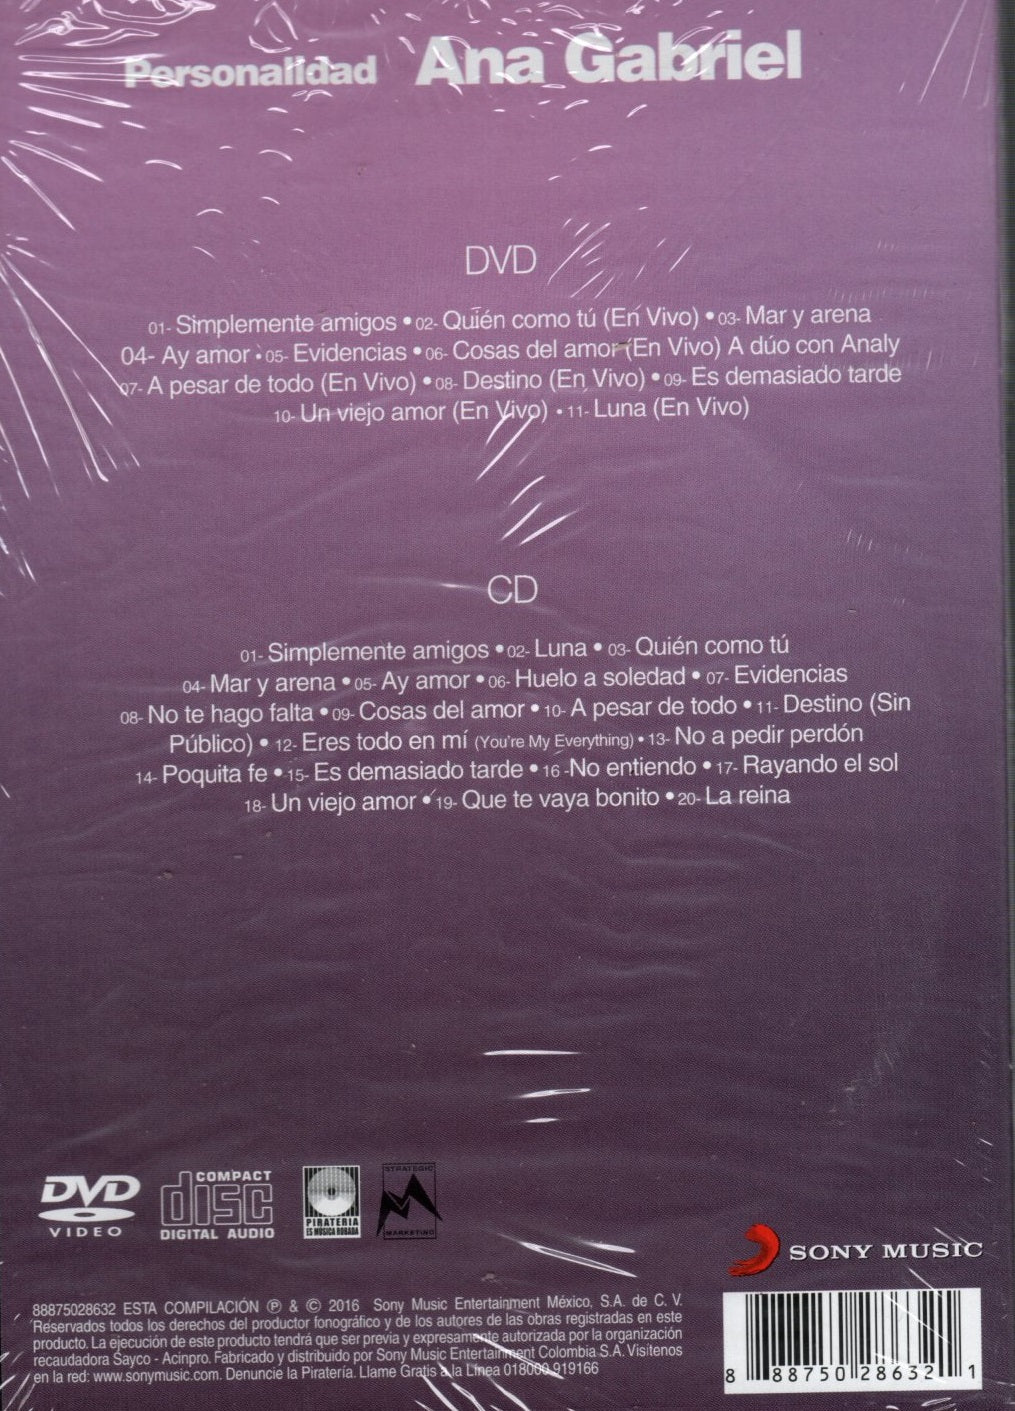 Personalidad Ana Gabriel
DVD
01- Simplemente amigos • 02- Quién como tú (En Vivo) • 03- Mar y arena
04- Ay amor • 05- Evidencias • 06- Cosas del amor (En Vivo) A dúo con Analy
07- A pesar de todo (En Vivo) • 08- Destino (En Vivo) • 09- Es demasiado tarde
10- Un viejo amor (En Vivo) • 11- Luna (En Vivo)
CD
01- Simplemente amigos • 02- Luna • 03- Quién como tú
04- Mar y arena • 05- Ay amor • 06- Huelo a soledad • 07- Evidencias
08- No te hago falta • 09- Cosas del amor • 10- A pesar de todo • 11- Destino (Sin
Público) • 12- Eres todo en mí (You're My Everything) • 13- No a pedir perdón
14- Poquita fe • 15- Es demasiado tarde • 16 -No entiendo • 17- Rayando el sol
18- Un viejo amor • 19- Que te vaya bonito • 20- La reina
DVD
VIDEO
COMPACT
disc
DIGITAL AUDIO
PIRATERIA
ES MUSICA ROBADA
STRATEGIC
MARKETING
SONY MUSIC
88875028632 ESTA COMPILACIÓN ℗ & © 2016 Sony Music Entertainment México, S.A. de C. V.
Reservados todos los derechos del productor fonográfico y de los autores de las obras registradas en este
producto. La ejecución de este producto tendrá que ser previa y expresamente autorizada por la organización
recaudadora Sayco - Acinpro. Fabricado y distribuido por Sony Music Entertainment Colombia S.A. Visítenos
en la red: www.sonymusic.com. Denuncie la Piratería. Llame Gratis a la Línea 018000 919166
8 88750 28632 1